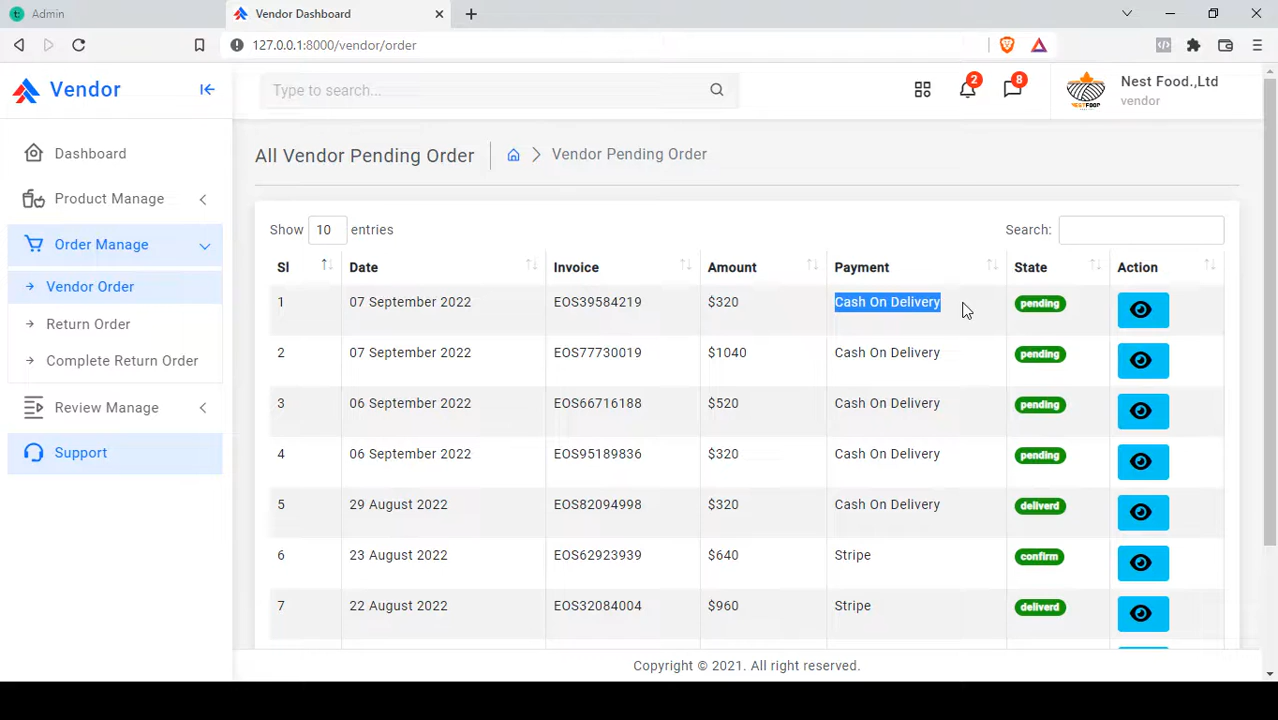 Admin
Vendor Dashboard
127.0.0.1:8000/vendor/order
Vendor
Type to search...
2
8
NEST FOOD
Nest Food.,Ltd
vendor
Dashboard
Product Manage
Order Manage
Vendor Order
Return Order
Complete Return Order
Review Manage
Support
All Vendor Pending Order
Vendor Pending Order
Show 10 entries
Search:
Sl Date Invoice Amount Payment State Action
1 07 September 2022 EOS39584219 $320 Cash On Delivery pending
2 07 September 2022 EOS77730019 $1040 Cash On Delivery pending
3 06 September 2022 EOS66716188 $520 Cash On Delivery pending
4 06 September 2022 EOS95189836 $320 Cash On Delivery pending
5 29 August 2022 EOS82094998 $320 Cash On Delivery deliverd
6 23 August 2022 EOS62923939 $640 Stripe confirm
7 22 August 2022 EOS32084004 $960 Stripe deliverd
Copyright © 2021. All right reserved.